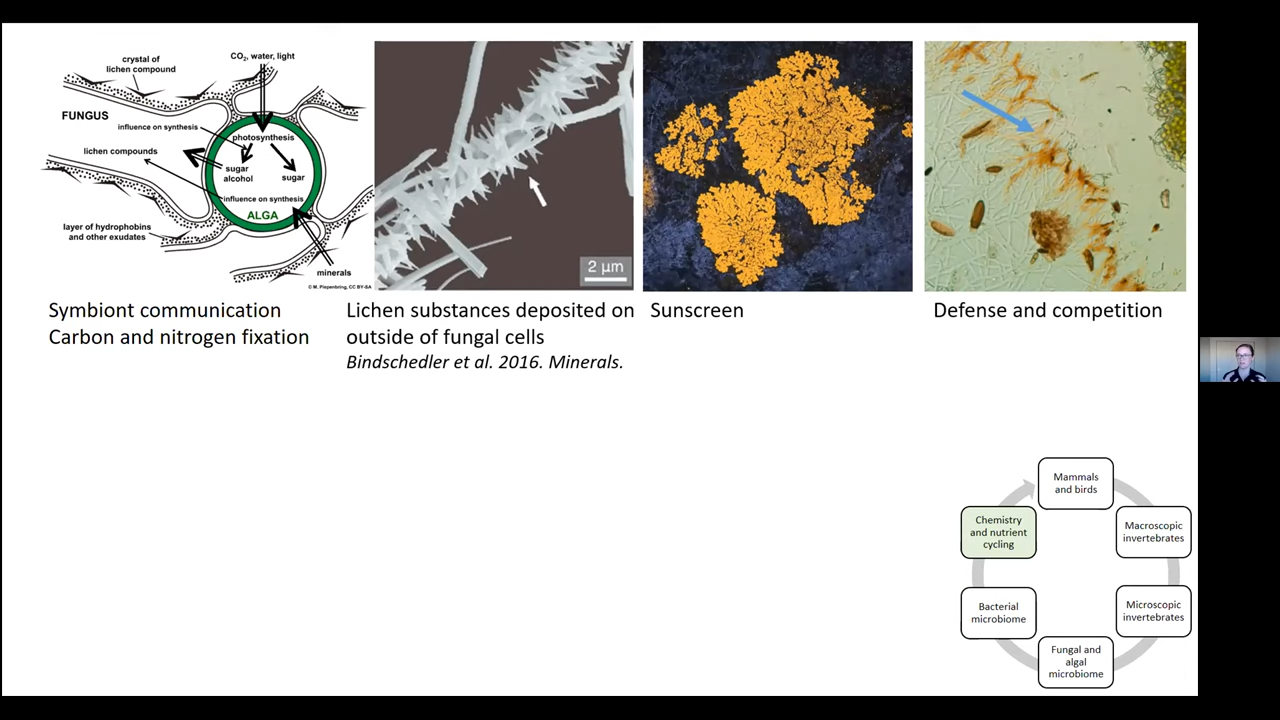 crystal of
lichen compound
CO2, water, light
FUNGUS
influence on synthesis
photosynthesis
lichen compounds
sugar
alcohol
sugar
influence on synthesis
ALGA
layer of hydrophobins
and other exudates
minerals
© M. Piepenbring, CC BY-SA
2 µm
Symbiont communication
Carbon and nitrogen fixation
Lichen substances deposited on
outside of fungal cells
Bindschedler et al. 2016. Minerals.
Sunscreen
Defense and competition
Mammals
and birds
Macroscopic
invertebrates
Microscopic
invertebrates
Fungal and
algal
microbiome
Bacterial
microbiome
Chemistry
and nutrient
cycling